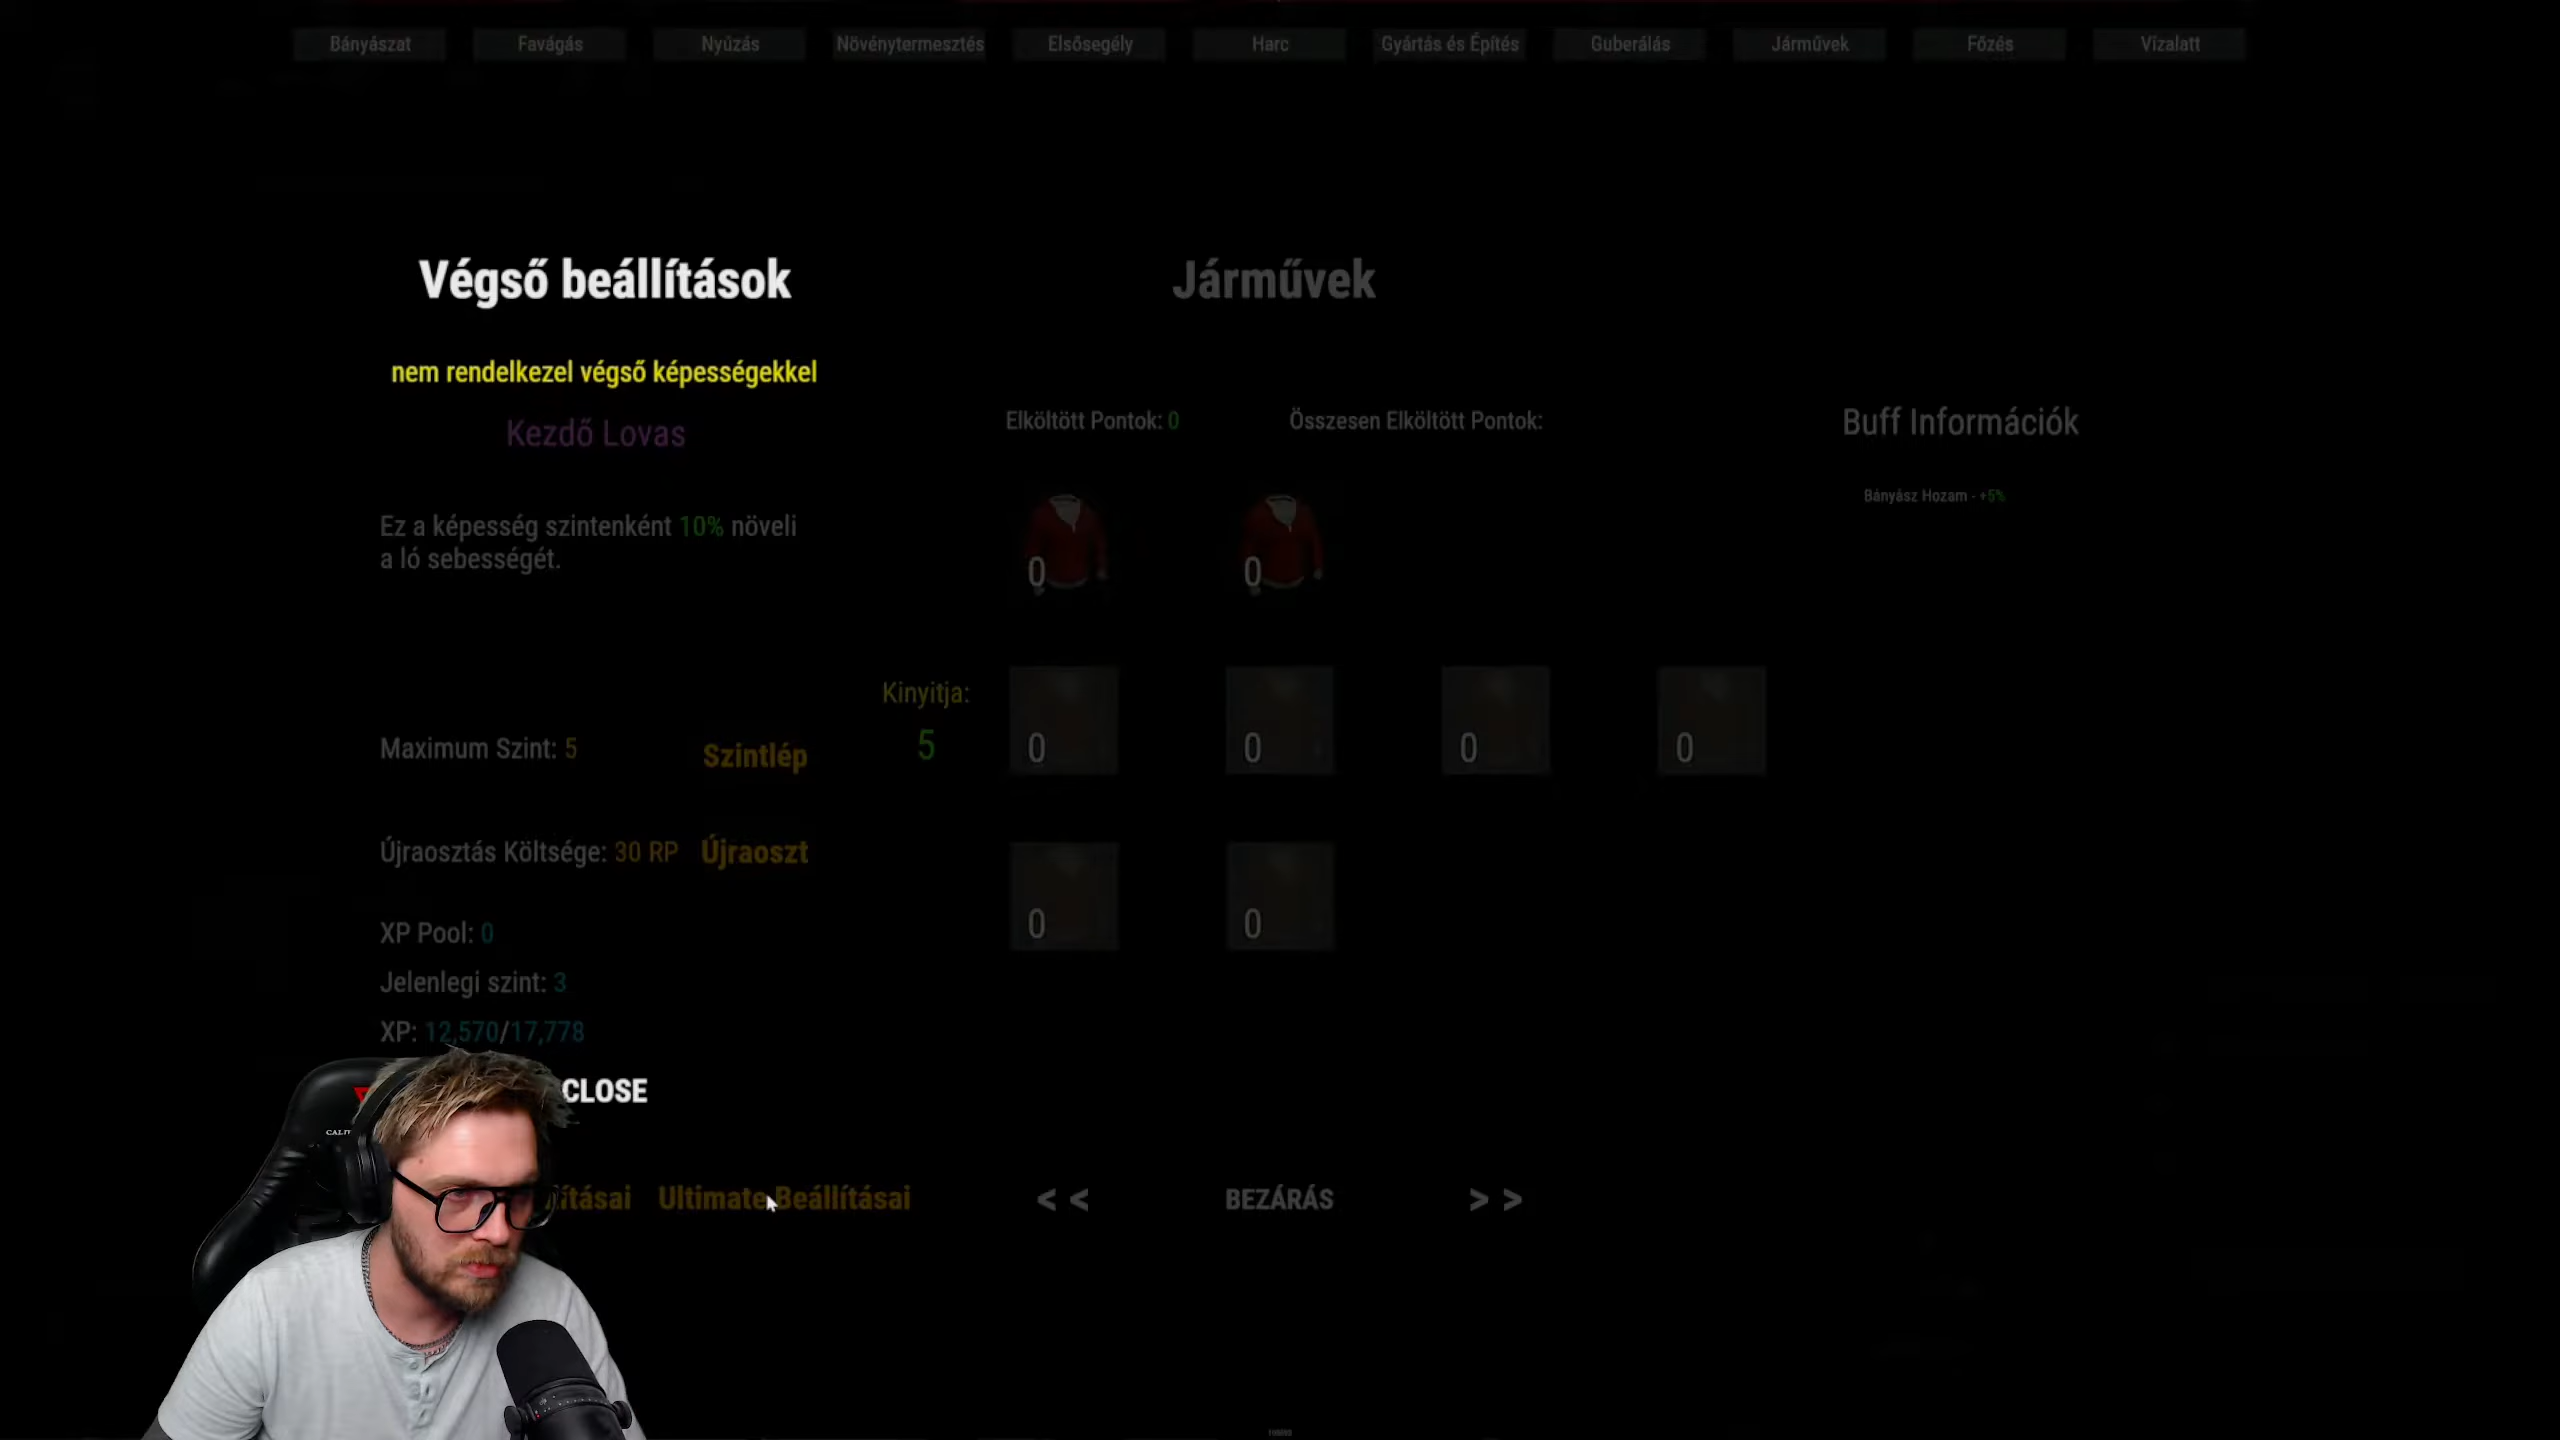 Bányászat
Favágás
Nyúzás
Növénytermesztés
Elsősegély
Harc
Gyártás és Építés
Guberálás
Járművek
Főzés
Vízalatt
Végső beállítások
nem rendelkezel végső képességekkel
Kezdő Lovas
Ez a képesség szintenként 10% növeli
a ló sebességét.
Maximum Szint: 5
Szintlép
Újraosztás Költsége: 30 RP
Újraoszt
XP Pool: 0
Jelenlegi szint: 3
XP: 12,570/17,778
CLOSE
Ultimate Beállításai
Járművek
Elköltött Pontok: 0
Összesen Elköltött Pontok:
0
0
Kinyitja:
5
0
0
0
0
0
0
< <
BEZÁRÁS
> >
Buff Információk
Bányász Hozam - +5%